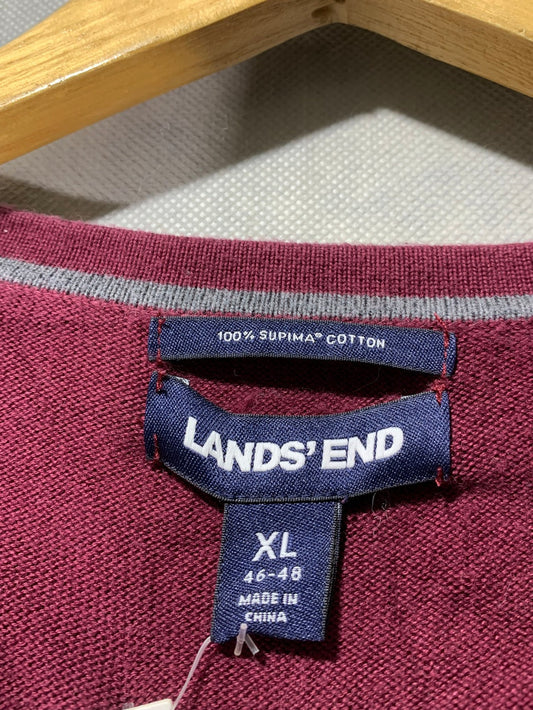 100% SUPIMA® COTTON
LANDS' END
XL
46-48
MADE IN
CHINA